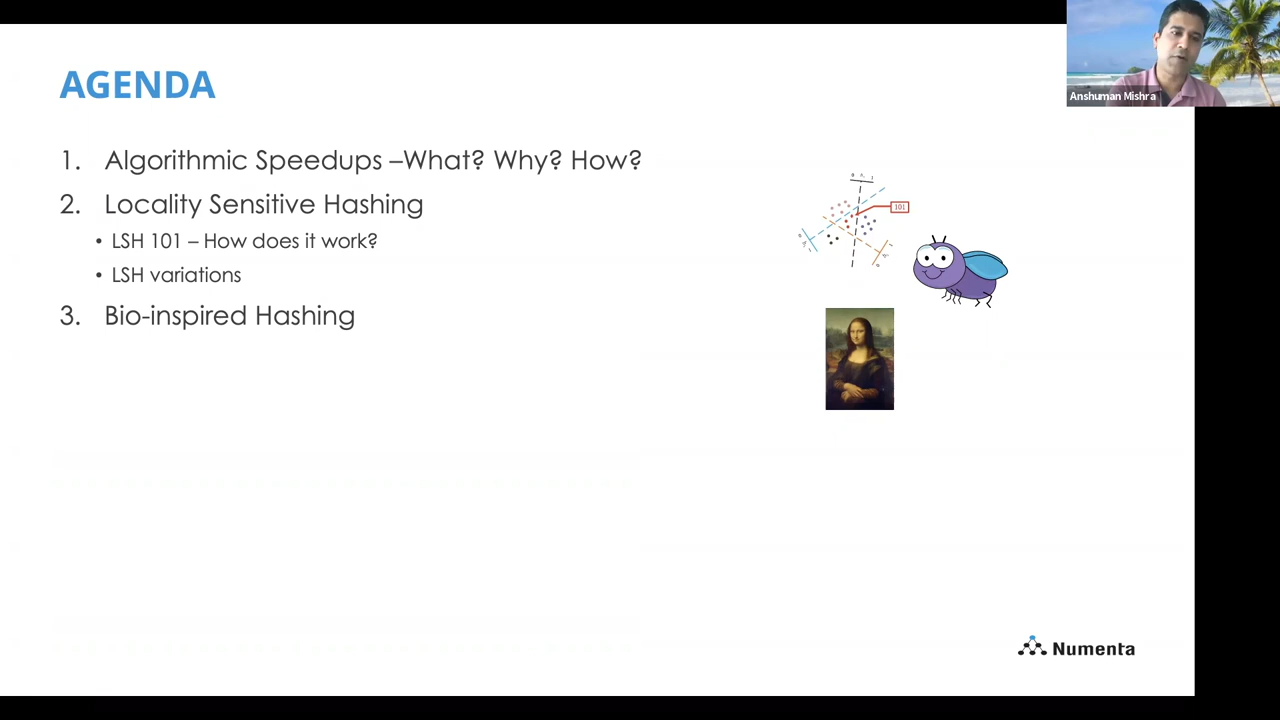 AGENDA
Anshuman Mishra
1. Algorithmic Speedups –What? Why? How?
2. Locality Sensitive Hashing
• LSH 101 – How does it work?
• LSH variations
3. Bio-inspired Hashing
101
Numenta